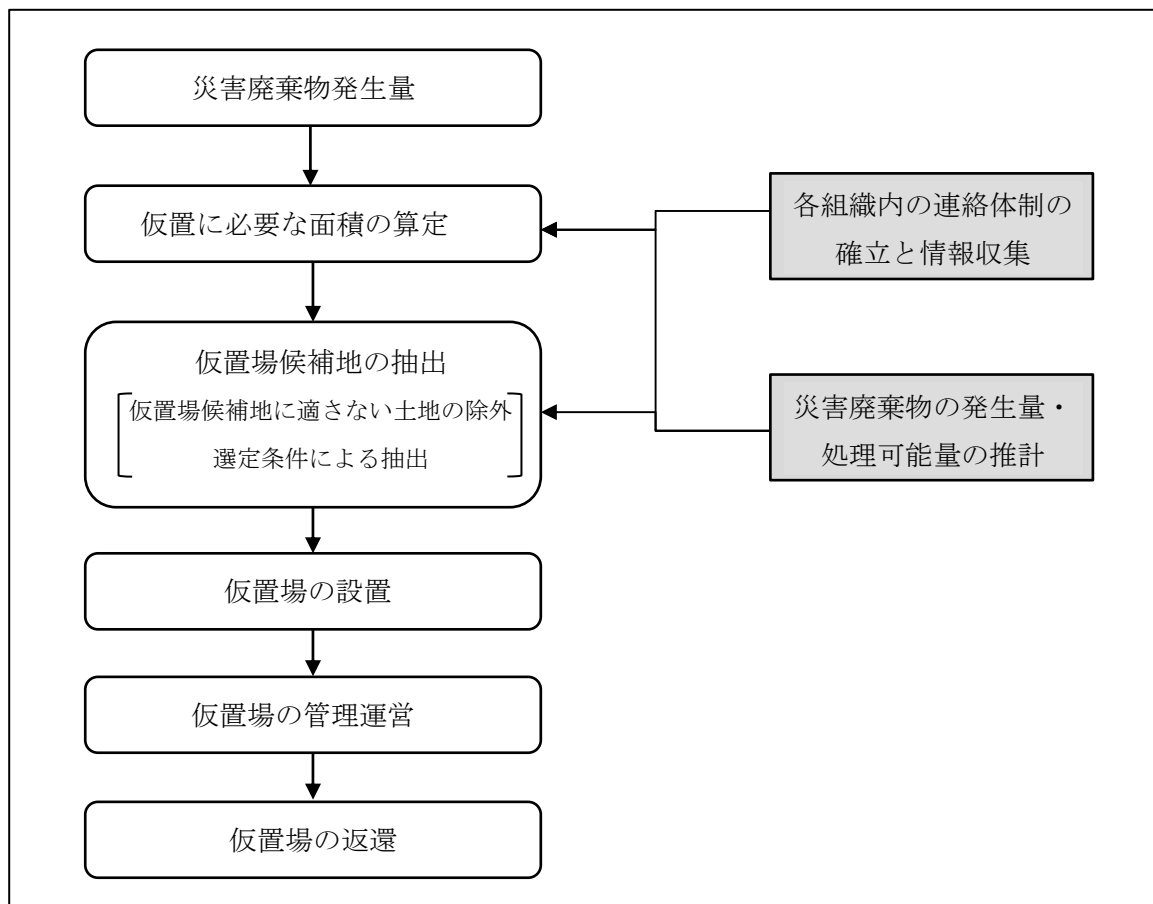 災害廃棄物発生量
仮置に必要な面積の算定
仮置場候補地の抽出
仮置場候補地に適さない土地の除外
選定条件による抽出
仮置場の設置
仮置場の管理運営
仮置場の返還
各組織内の連絡体制の
確立と情報収集
災害廃棄物の発生量・
処理可能量の推計